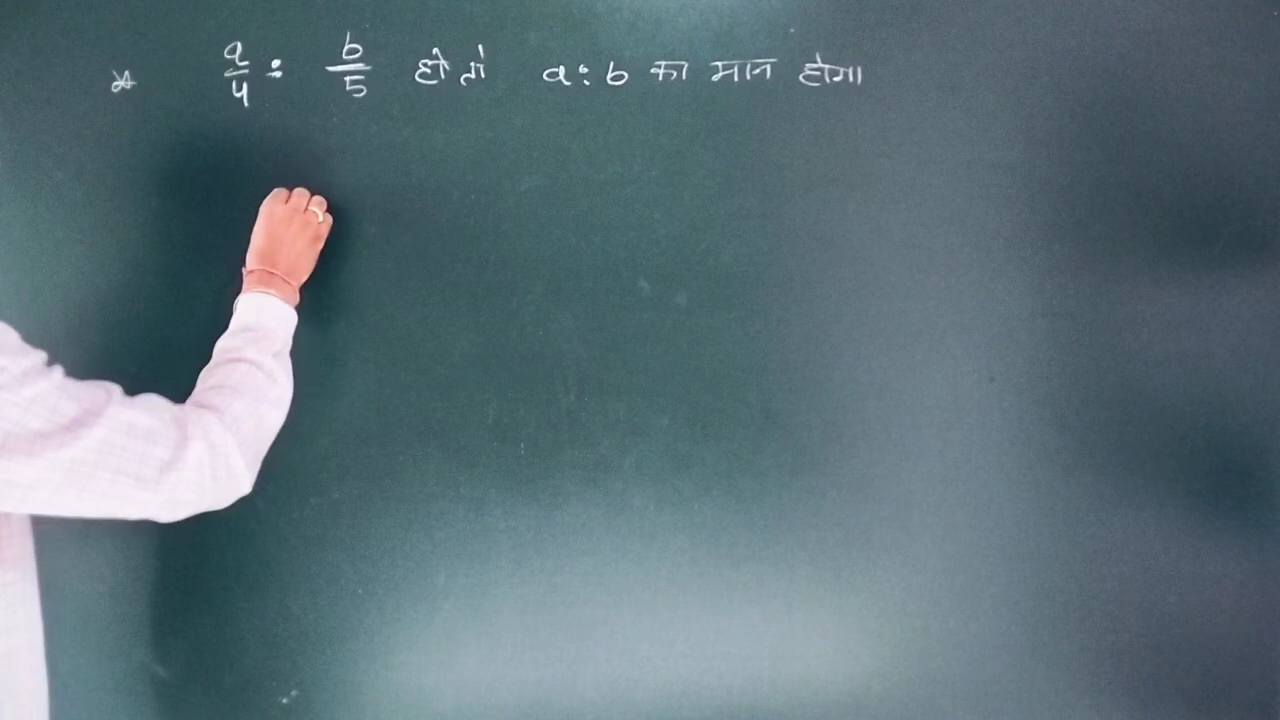 * a/4 : b/5 हो तो a:b का मान होगा